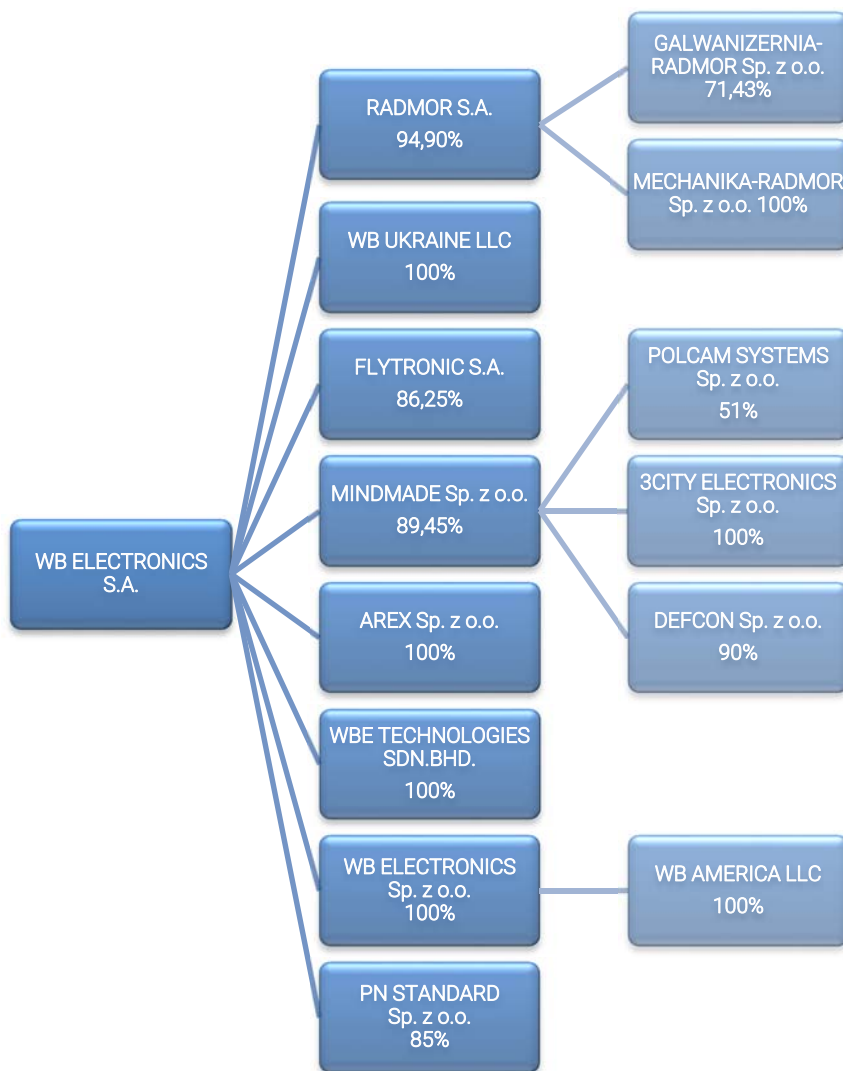 GALWANIZERNIA-
RADMOR Sp. z o.o.
71,43%
RADMOR S.A.
94,90%
MECHANIKA-RADMOR
Sp. z o.o. 100%
WB UKRAINE LLC
100%
FLYTRONIC S.A.
86,25%
POLCAM SYSTEMS
Sp. z o.o.
51%
MINDMADE Sp. z o.o.
89,45%
3CITY ELECTRONICS
Sp. z o.o.
100%
WB ELECTRONICS
S.A.
AREX Sp. z o.o.
100%
DEFCON Sp. z o.o.
90%
WBE TECHNOLOGIES
SDN.BHD.
100%
WB ELECTRONICS
Sp. z o.o.
100%
WB AMERICA LLC
100%
PN STANDARD
Sp. z o.o.
85%